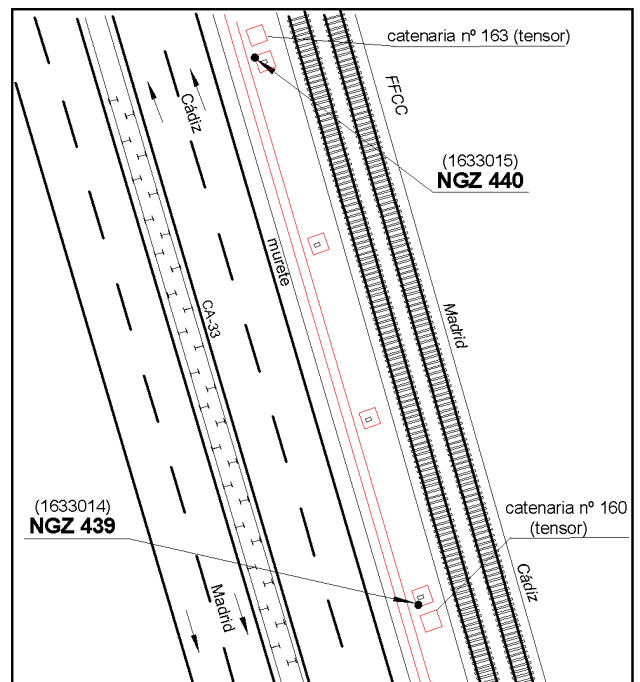 catenaria nº 163 (tensor)
FFCC
Cádiz
(1633015)
NGZ 440
murete
CA-33
Madrid
(1633014)
NGZ 439
catenaria nº 160
(tensor)
Cádiz
Madrid